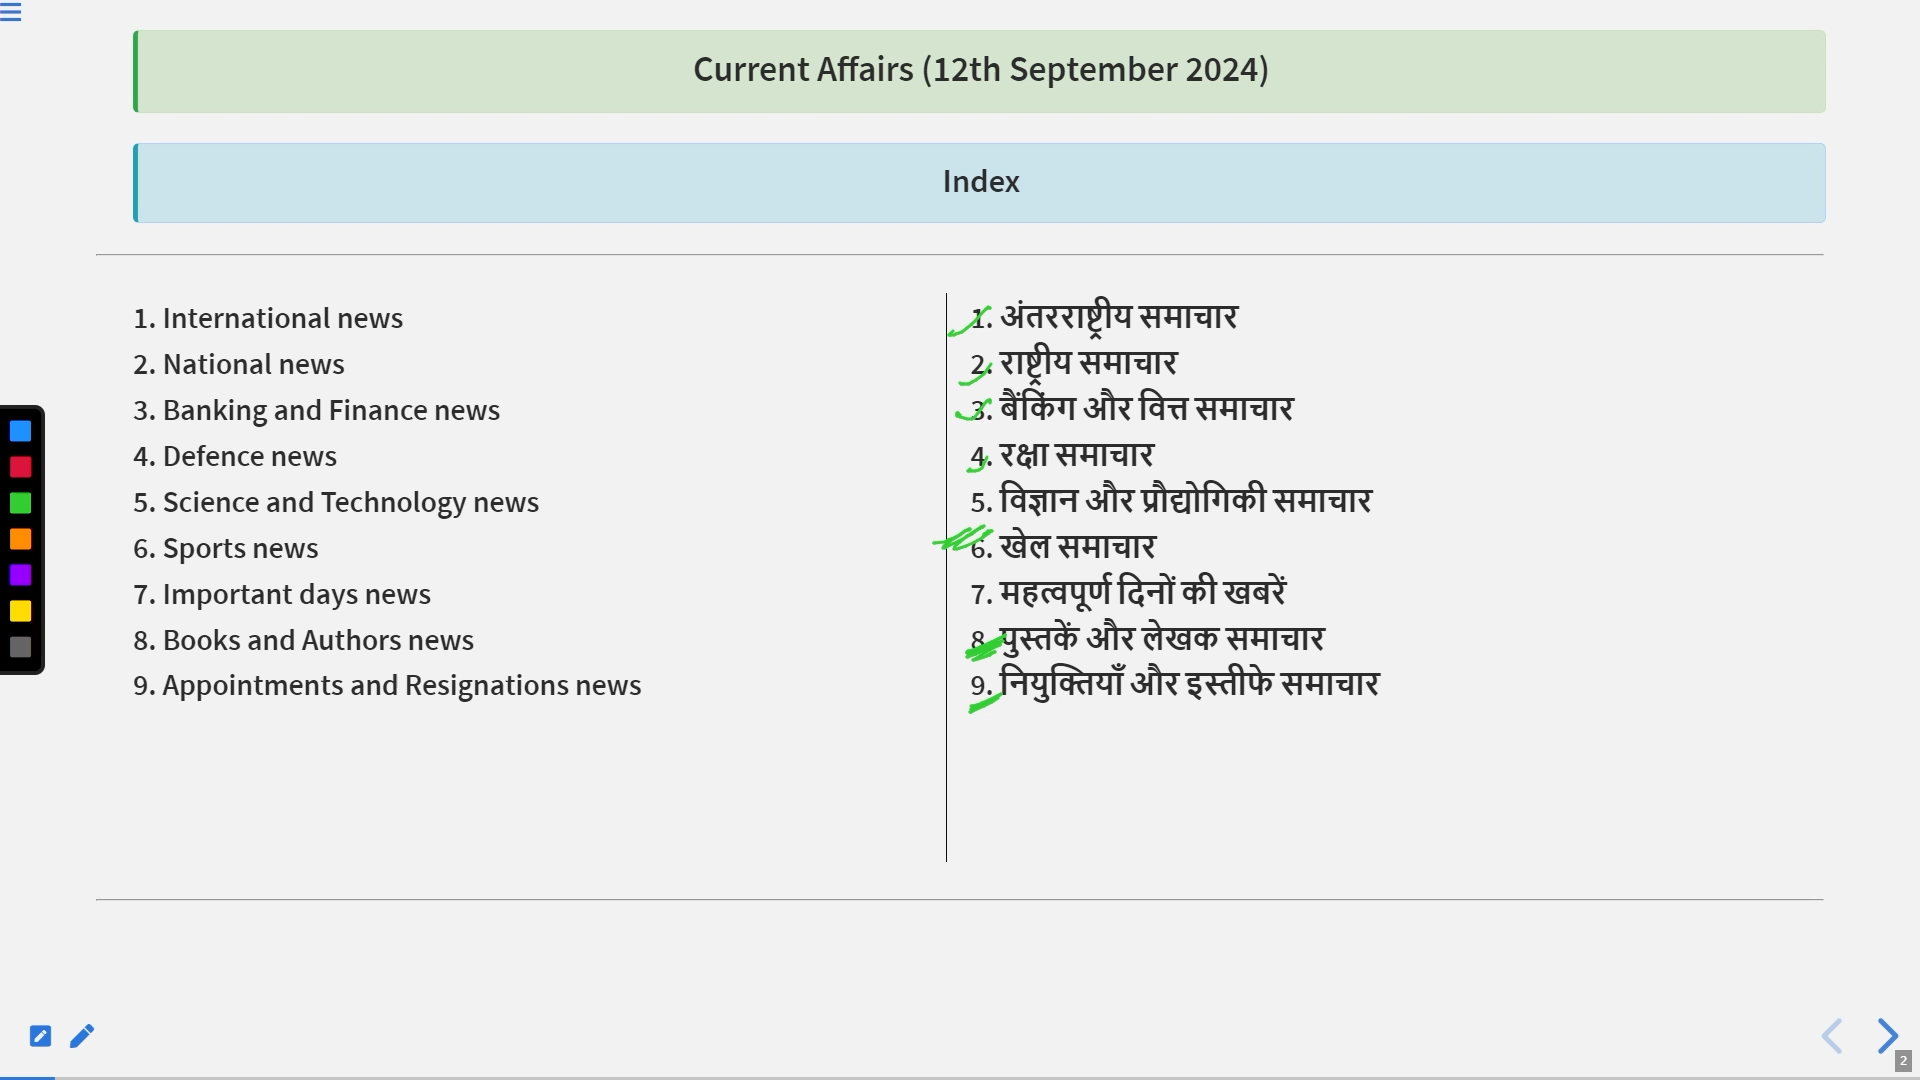 Current Affairs (12th September 2024)
Index
1. International news
2. National news
3. Banking and Finance news
4. Defence news
5. Science and Technology news
6. Sports news
7. Important days news
8. Books and Authors news
9. Appointments and Resignations news
1. अंतरराष्ट्रीय समाचार
2. राष्ट्रीय समाचार
3. बैंकिंग और वित्त समाचार
4. रक्षा समाचार
5. विज्ञान और प्रौद्योगिकी समाचार
6. खेल समाचार
7. महत्वपूर्ण दिनों की खबरें
8. पुस्तकें और लेखक समाचार
9. नियुक्तियाँ और इस्तीफे समाचार
2